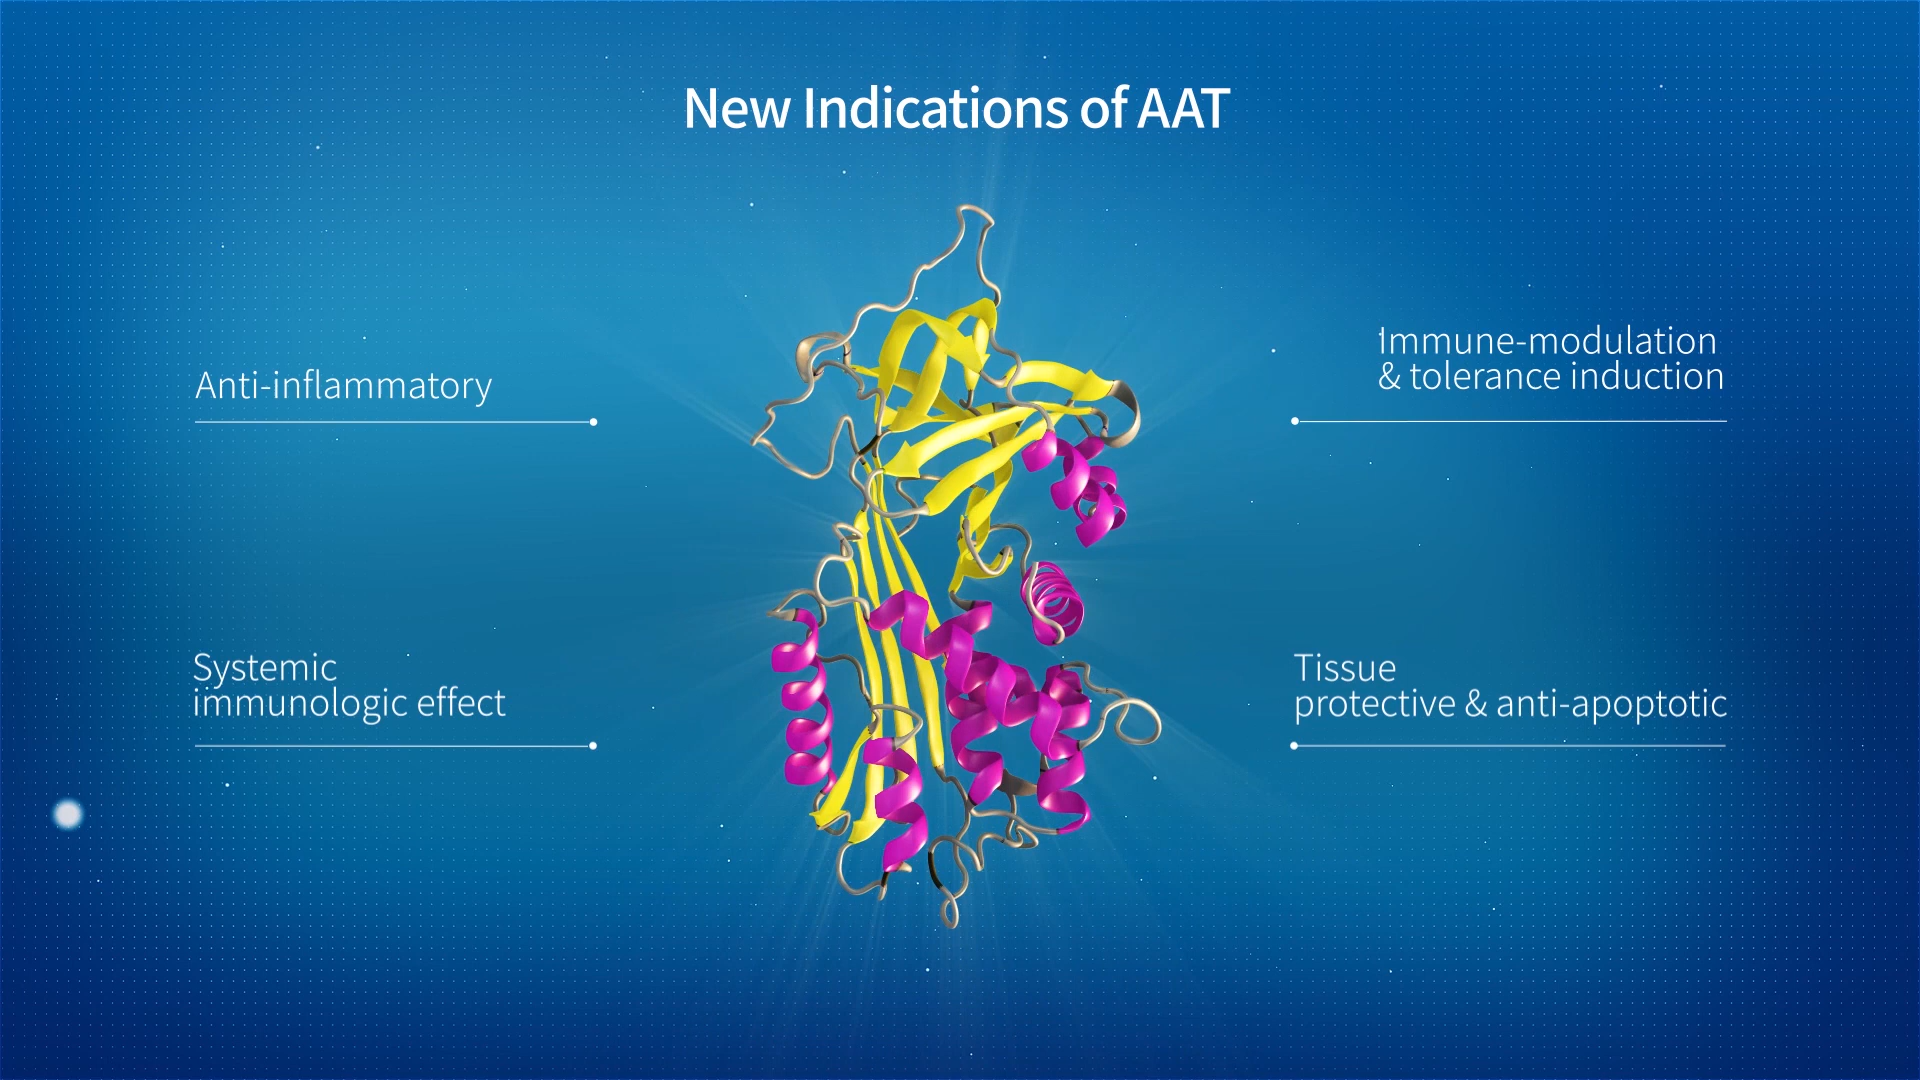 New Indications of AAT
Anti-inflammatory
Immune-modulation
& tolerance induction
Systemic
immunologic effect
Tissue
protective & anti-apoptotic